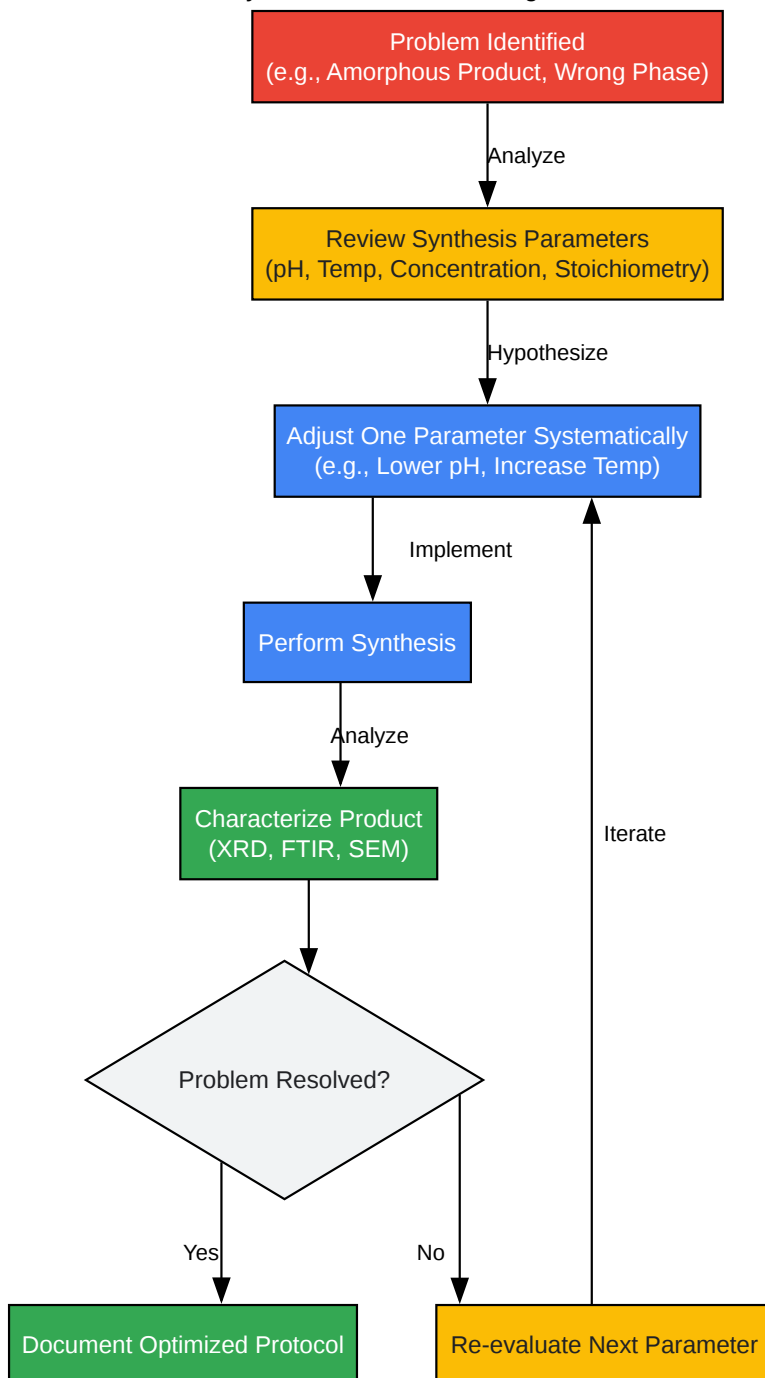 Problem Identified
(e.g., Amorphous Product, Wrong Phase)
Analyze
Review Synthesis Parameters
(pH, Temp, Concentration, Stoichiometry)
Hypothesize
Adjust One Parameter Systematically
(e.g., Lower pH, Increase Temp)
Implement
Perform Synthesis
Analyze
Characterize Product
(XRD, FTIR, SEM)
Iterate
Problem Resolved?
Yes
No
Document Optimized Protocol
Re-evaluate Next Parameter